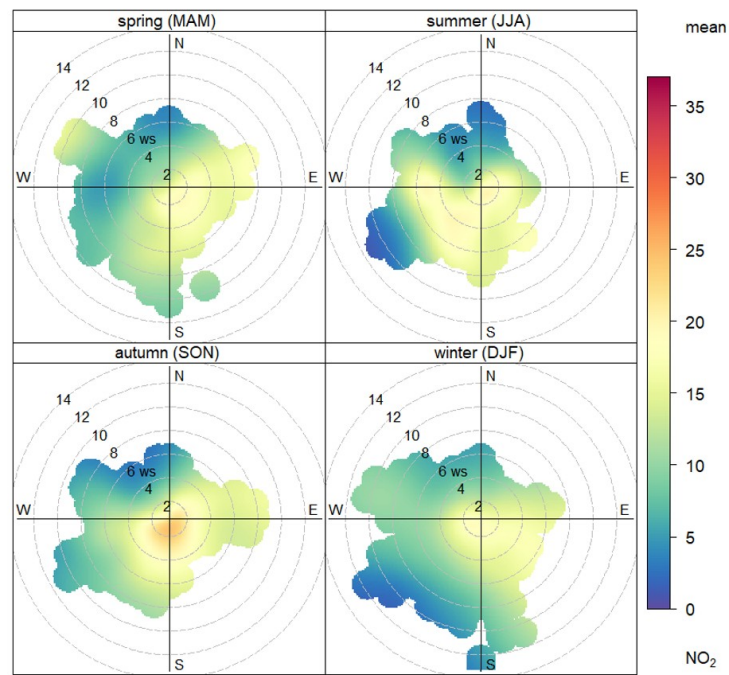 spring (MAM)
summer (JJA)
mean
N
N
14
12
10
8
6 ws
4
2
14
12
10
8
6 ws
4
2
W
E
W
E
S
S
35
30
25
20
15
10
5
0
autumn (SON)
winter (DJF)
N
N
14
12
10
8
6 ws
4
2
14
12
10
8
6 ws
4
2
W
E
W
E
S
S
NO₂